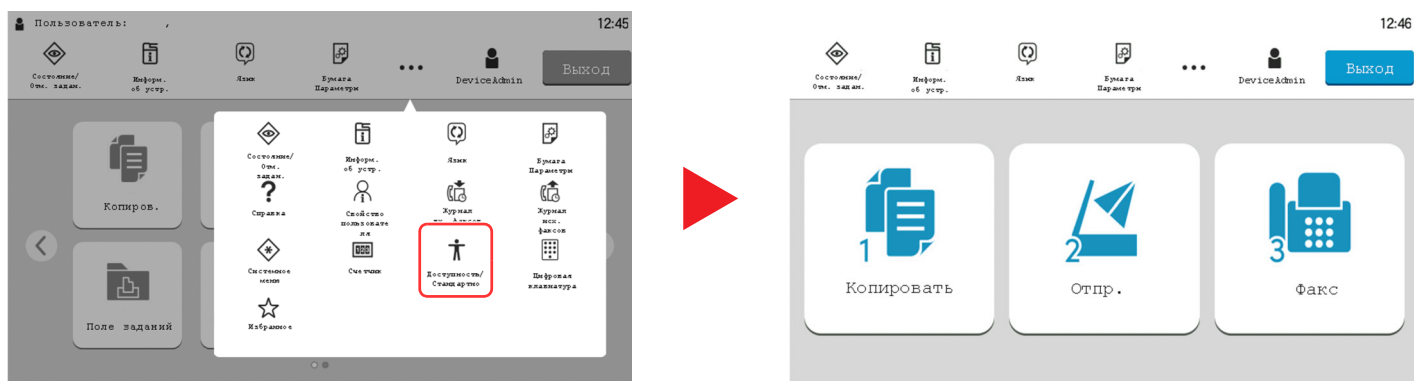 Пользователь: ,
12:45
Состояние/
Отм. задан.
Информ.
об устр.
Язык
Бумага
Параметры
DeviceAdmin
Выход
Состояние/
Отм.
задан.
Информ.
об устр.
Язык
Бумага
Параметры
Справка
Свойство
пользовате
ля
Журнал
факсов
Журнал
исх.
факсов
Системное
меню
Счетчик
Доступность/
Стандартно
Цифровая
клавиатура
Избранное
Копиров.
Поле заданий
12:46
Состояние/
Отм. задан.
Информ.
об устр.
Язык
Бумага
Параметры
DeviceAdmin
Выход
1
Копировать
2
Отпр.
3
Факс